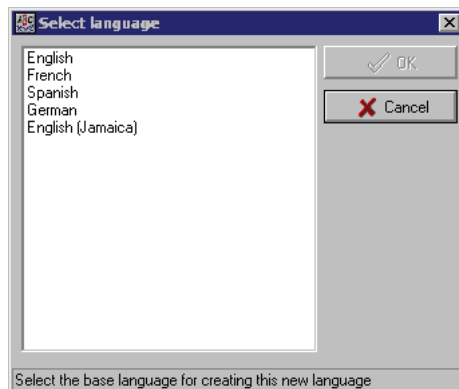 Select language
English
OK
French
Spanish
German
Cancel
English (Jamaica)
Select the base language for creating this new language